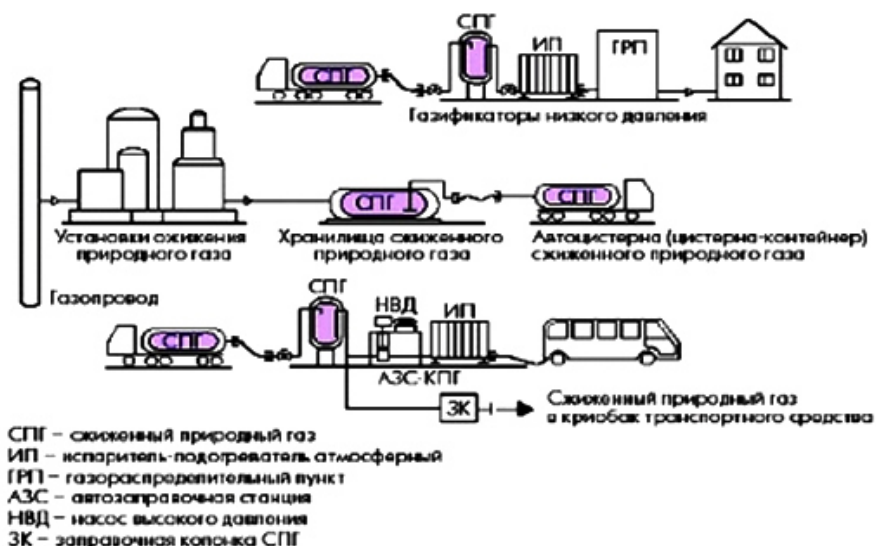 СПГ
ИП
СПГ
ГРП
Газификаторы низкого давления
СПГ
СПГ
Установки ожижения
природного газа
Хранилища сжиженного
природного газа
Автоцистерна (цистерна-контейнер)
сжиженного природного газа
Газопровод
СПГ
НВД
ИП
СПГ
АЗС-КПГ
ЗК
Сжиженный природный газ
в криобак транспортного средства
СПГ – сжиженный природный газ
ИП – испаритель-подогреватель атмосферный
ГРП – газораспределительный пункт
АЗС – автозаправочная станция
НВД – насос высокого давления
ЗК – заправочная колонка СПГ